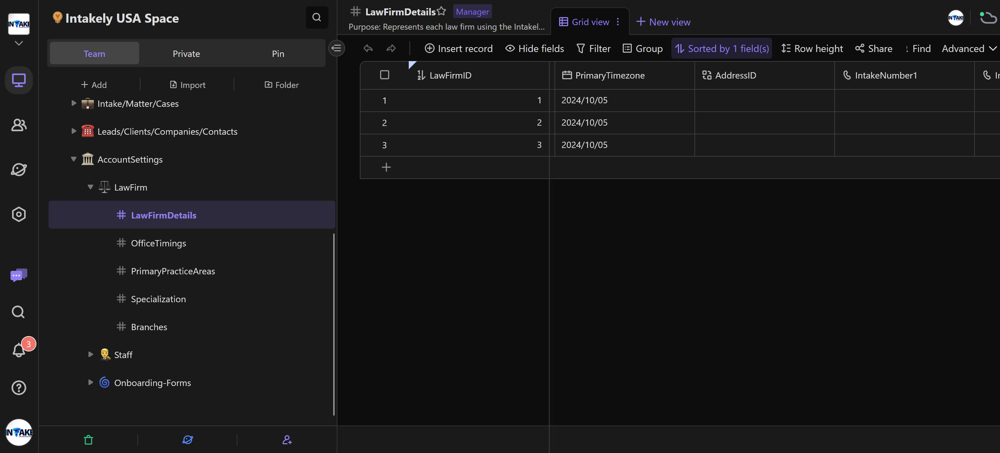 INTAKE
Intakely USA Space
Team
Private
Pin
Add
Import
Folder
Intake/Matter/Cases
Leads/Clients/Companies/Contacts
AccountSettings
LawFirm
LawFirmDetails
OfficeTimings
PrimaryPracticeAreas
Specialization
Branches
Staff
Onboarding-Forms
3
INTAKE
LawFirmDetails
Manager
Purpose: Represents each law firm using the Intakel...
Grid view
New view
INTAKE
Insert record
Hide fields
Filter
Group
Sorted by 1 field(s)
Row height
Share
Find
Advanced
LawFirmID PrimaryTimezone AddressID IntakeNumber1
1 1 2024/10/05
2 2 2024/10/05
3 3 2024/10/05